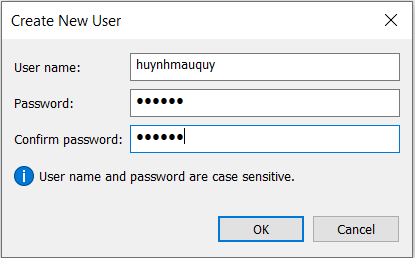 Create New User
User name: huynhmauquy
Password: ●●●●●●
Confirm password: ●●●●●●
User name and password are case sensitive.
OK Cancel